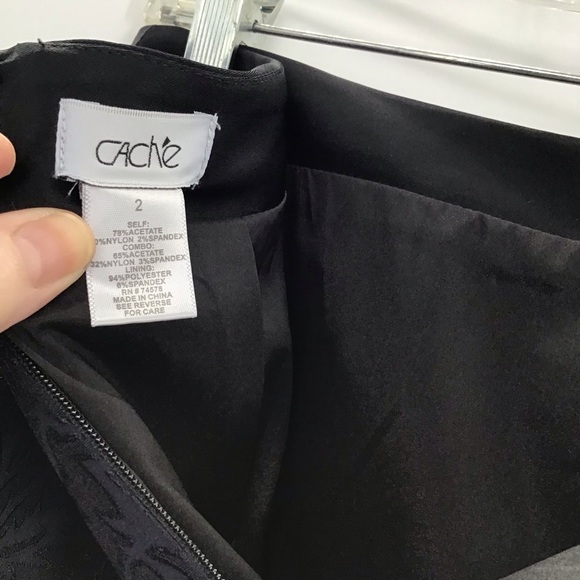 CAChé
2
SELF:
78%ACETATE
0%NYLON 2%SPANDEX
COMBO:
65%ACETATE
32%NYLON 3%SPANDEX
LINING:
94%POLYESTER
6%SPANDEX
RN # 74578
MADE IN CHINA
SEE REVERSE
FOR CARE